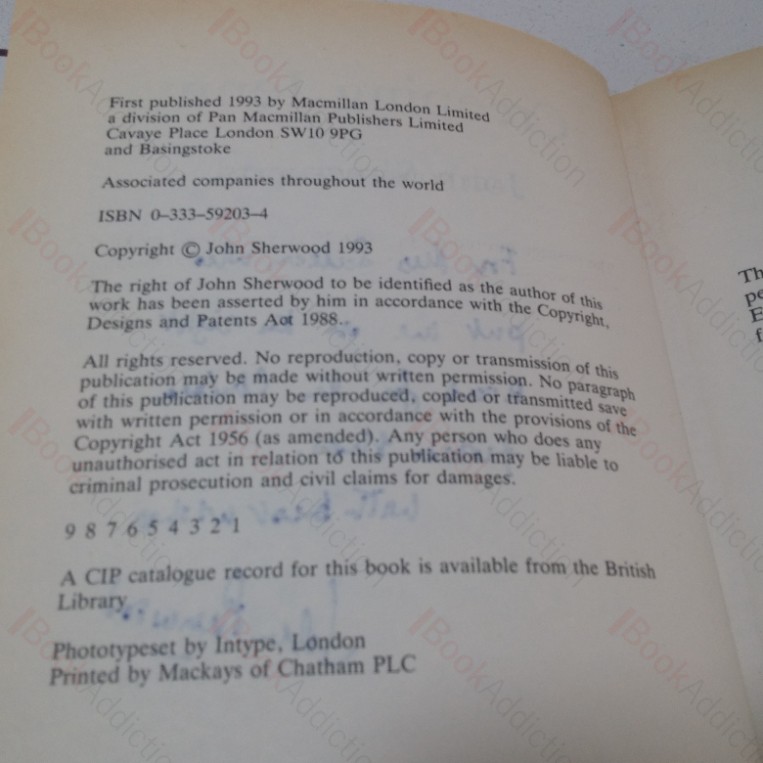 First published 1993 by Macmillan London Limited
a division of Pan Macmillan Publishers Limited
Cavaye Place London SW10 9PG
and Basingstoke
Associated companies throughout the world
ISBN 0–333–59203–4
Copyright © John Sherwood 1993
The right of John Sherwood to be identified as the author of this
work has been asserted by him in accordance with the Copyright,
Designs and Patents Act 1988.
All rights reserved. No reproduction, copy or transmission of this
publication may be made without written permission. No paragraph
of this publication may be reproduced, copied or transmitted save
with written permission or in accordance with the provisions of the
Copyright Act 1956 (as amended). Any person who does any
unauthorised act in relation to this publication may be liable to
criminal prosecution and civil claims for damages.
9 8 7 6 5 4 3 2 1
A CIP catalogue record for this book is available from the British
Library.
Phototypeset by Intype, London
Printed by Mackays of Chatham PLC
Th
pe
E
f
BookAddiction